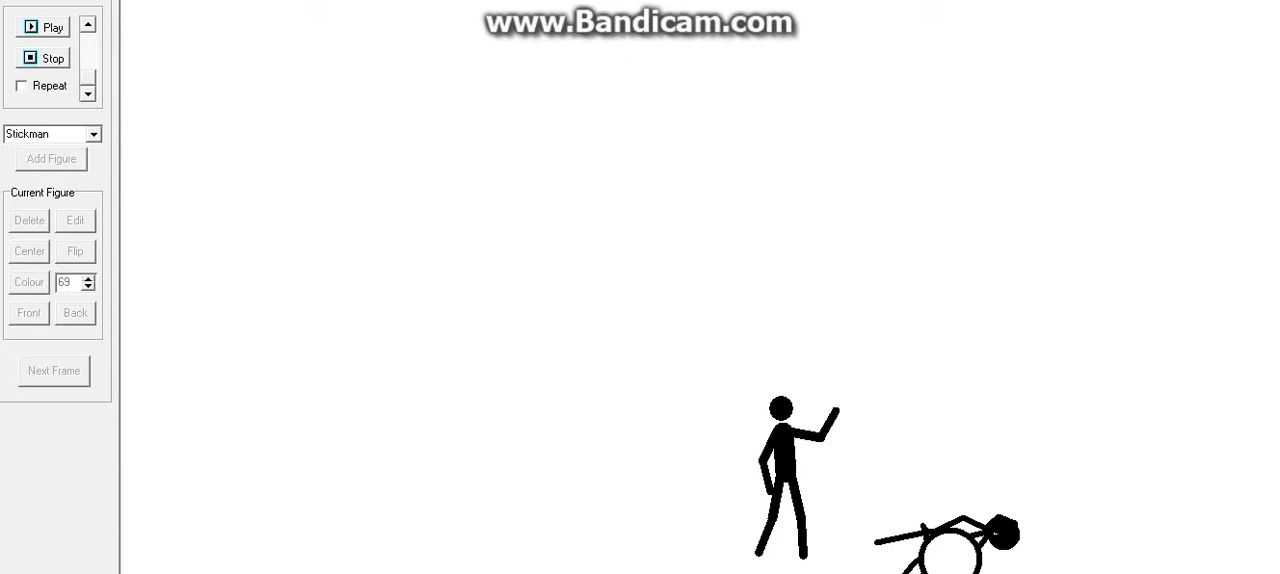 www.Bandicam.com
Play
Stop
Repeat
Stickman
Add Figure
Current Figure
Delete Edit
Center Flip
Colour 69
Front Back
Next Frame